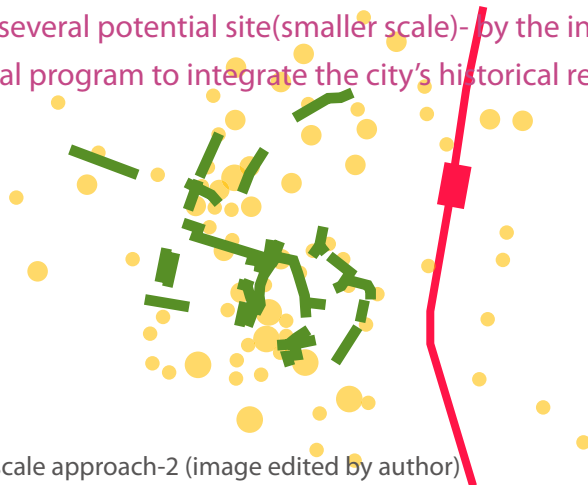 several potential site(smaller scale)- by the in
al program to integrate the city's historical re
scale approach-2 (image edited by author)